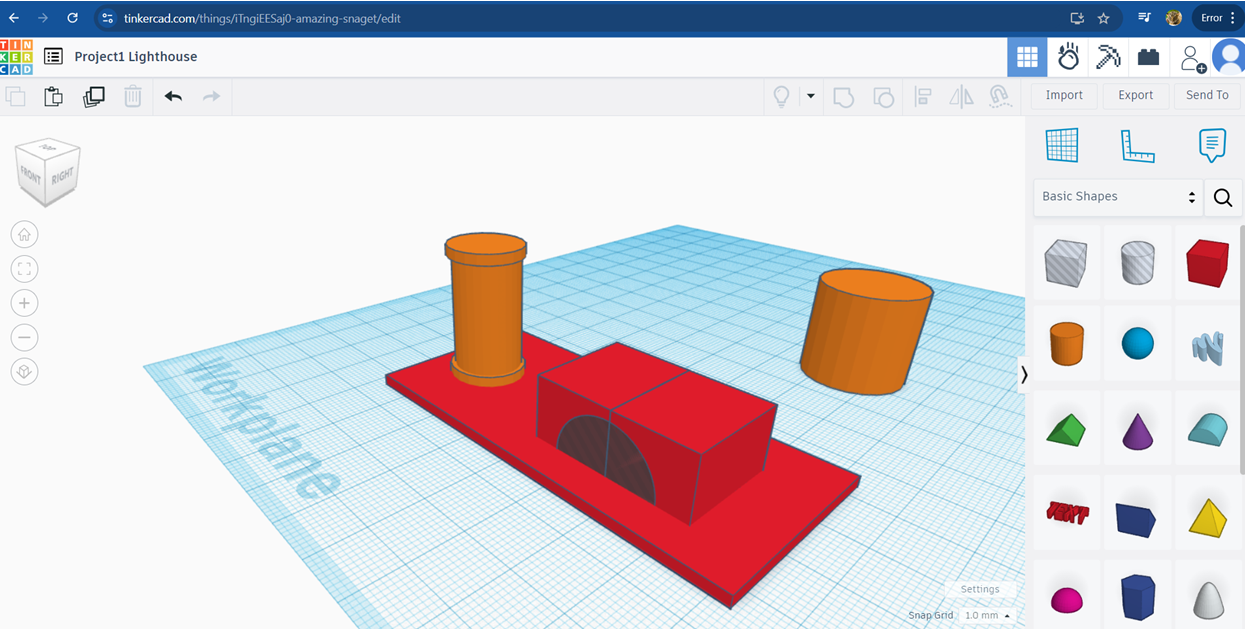 tinkercad.com/things/iTngiEESaj0-amazing-snaget/edit
Error
TIN
KER
CAD
Project1 Lighthouse
Import
Export
Send To
FRONT
RIGHT
Basic Shapes
Workplane
TEXT
Settings
Snap Grid
1.0 mm